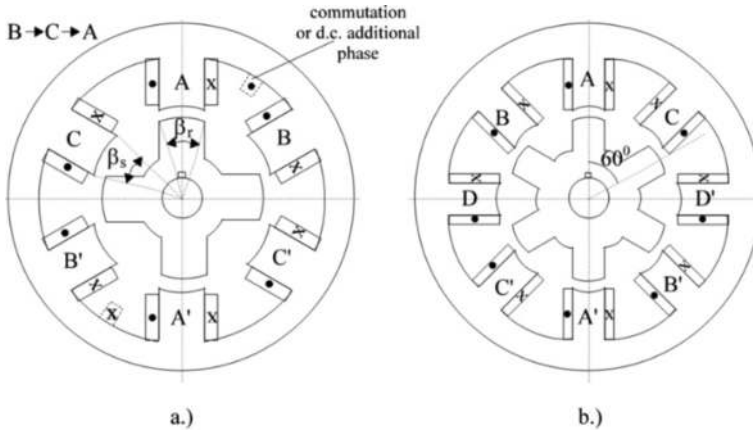 B→C→A
commutation
or d.c. additional
phase
A
x
B
x
C
x
βs
βr
B'
x
x
A'
x
C'
x
a.)
A
x
B
x
C
x
60⁰
D
x
D'
x
C'
x
B'
x
A'
x
b.)